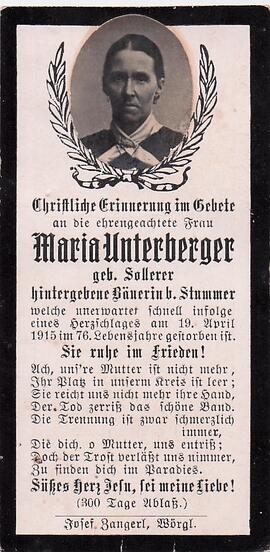 Christliche Erinnerung im Gebete
an die ehrengeachtete Frau
Maria Unterberger
geb. Sollerer
hintergebene Bänerin b. Stummer
welche unerwartet schnell infolge
eines Herzschlages am 19. April
1915 im 76. Lebensjahre gestorben ist.
Sie ruhe im Frieden!
Ach, uns're Mutter ist nicht mehr,
Ihr Platz in unserm Kreis ist leer;
Sie reicht uns nicht mehr ihre Hand,
Der Tod zerriß das schöne Band.
Die Trennung ist zwar schmerzlich
immer,
Die dich, o Mutter, uns entriß;
Doch der Trost verläßt uns nimmer,
Zu finden dich im Paradies.
Süßes Herz Jesu, sei meine Liebe!
(300 Tage Ablaß.)
Josef Zangerl, Wörgl.